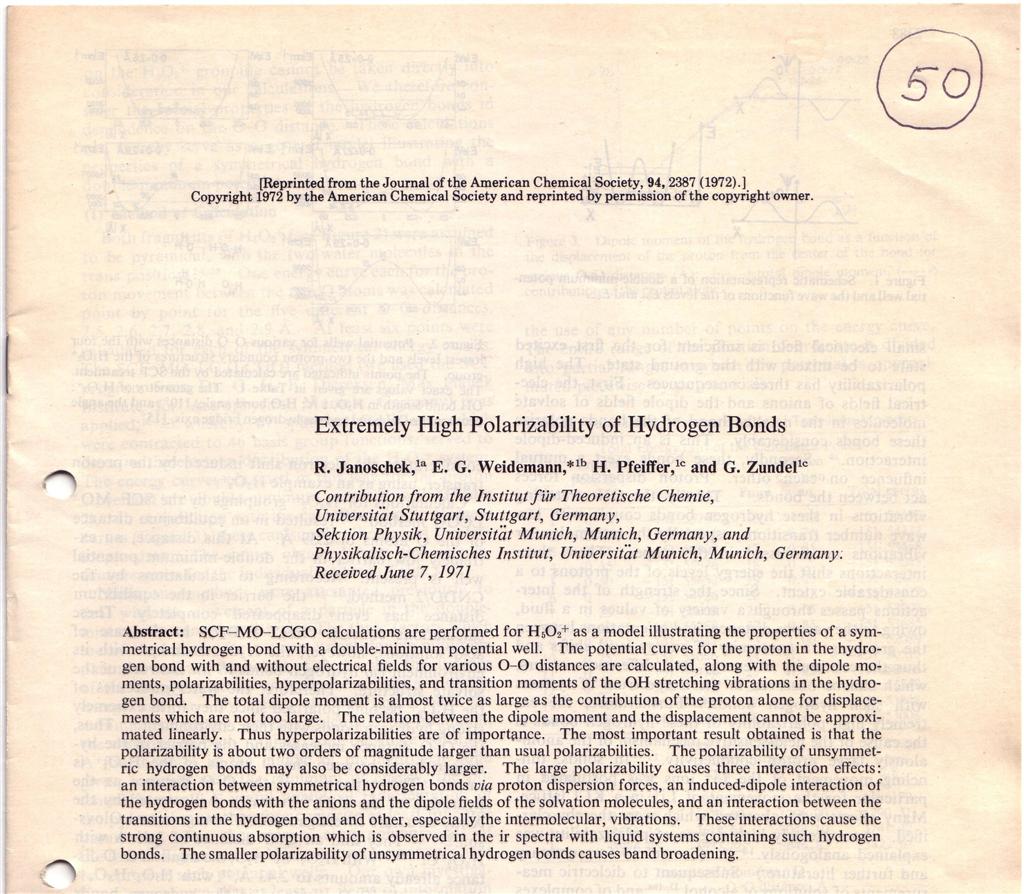 50
[Reprinted from the Journal of the American Chemical Society, 94, 2387 (1972).]
Copyright 1972 by the American Chemical Society and reprinted by permission of the copyright owner.
Extremely High Polarizability of Hydrogen Bonds
R. Janoschek,1a E. G. Weidemann,*1b H. Pfeiffer,1c and G. Zundel1c
Contribution from the Institut für Theoretische Chemie,
Universität Stuttgart, Stuttgart, Germany,
Sektion Physik, Universität Munich, Munich, Germany, and
Physikalisch-Chemisches Institut, Universität Munich, Munich, Germany.
Received June 7, 1971
Abstract: SCF–MO–LCGO calculations are performed for H5O2+ as a model illustrating the properties of a sym-
metrical hydrogen bond with a double-minimum potential well. The potential curves for the proton in the hydro-
gen bond with and without electrical fields for various O–O distances are calculated, along with the dipole mo-
ments, polarizabilities, hyperpolarizabilities, and transition moments of the OH stretching vibrations in the hydro-
gen bond. The total dipole moment is almost twice as large as the contribution of the proton alone for displace-
ments which are not too large. The relation between the dipole moment and the displacement cannot be approxi-
mated linearly. Thus hyperpolarizabilities are of importance. The most important result obtained is that the
polarizability is about two orders of magnitude larger than usual polarizabilities. The polarizability of unsymmet-
ric hydrogen bonds may also be considerably larger. The large polarizability causes three interaction effects:
an interaction between symmetrical hydrogen bonds via proton dispersion forces, an induced-dipole interaction of
the hydrogen bonds with the anions and the dipole fields of the solvation molecules, and an interaction between the
transitions in the hydrogen bond and other, especially the intermolecular, vibrations. These interactions cause the
strong continuous absorption which is observed in the ir spectra with liquid systems containing such hydrogen
bonds. The smaller polarizability of unsymmetrical hydrogen bonds causes band broadening.